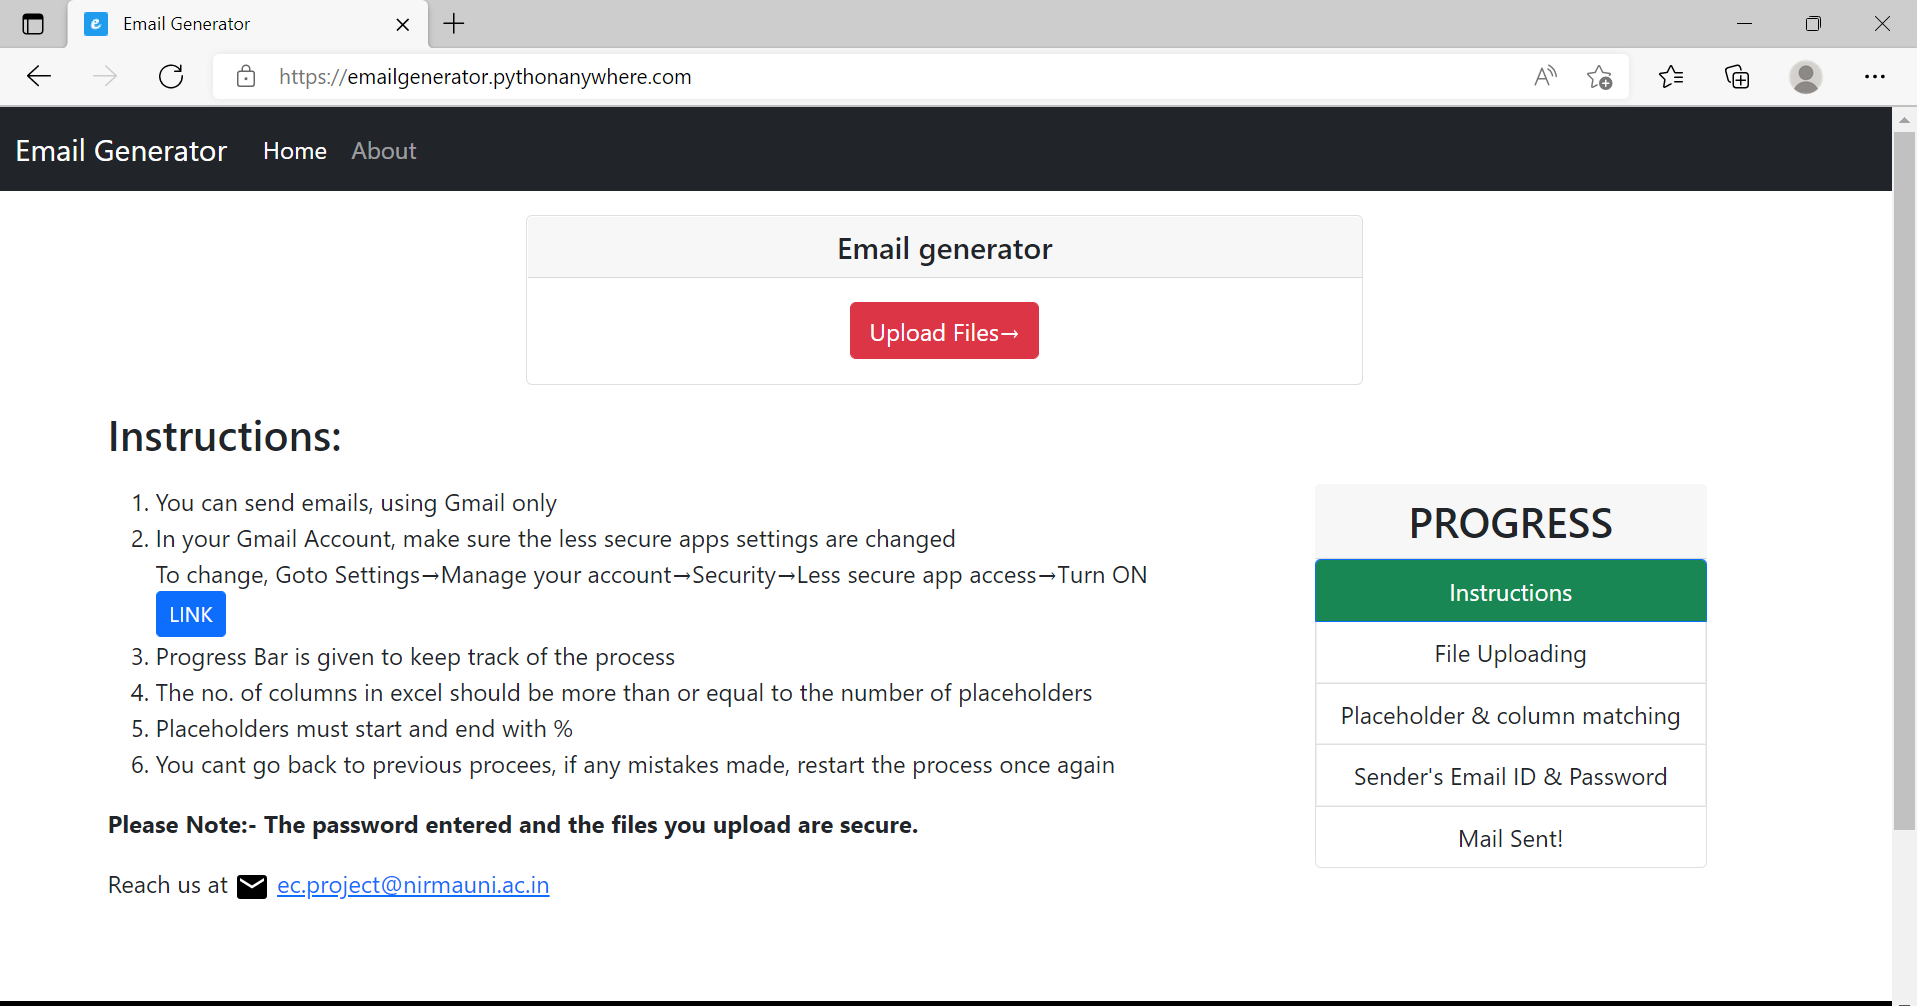 Email Generator
https://emailgenerator.pythonanywhere.com
Email Generator Home About
Email generator
Upload Files→
Instructions:
1. You can send emails, using Gmail only
2. In your Gmail Account, make sure the less secure apps settings are changed
To change, Goto Settings→Manage your account→Security→Less secure app access→Turn ON
LINK
3. Progress Bar is given to keep track of the process
4. The no. of columns in excel should be more than or equal to the number of placeholders
5. Placeholders must start and end with %
6. You cant go back to previous procees, if any mistakes made, restart the process once again
Please Note:- The password entered and the files you upload are secure.
Reach us at ec.project@nirmauni.ac.in
PROGRESS
Instructions
File Uploading
Placeholder & column matching
Sender's Email ID & Password
Mail Sent!